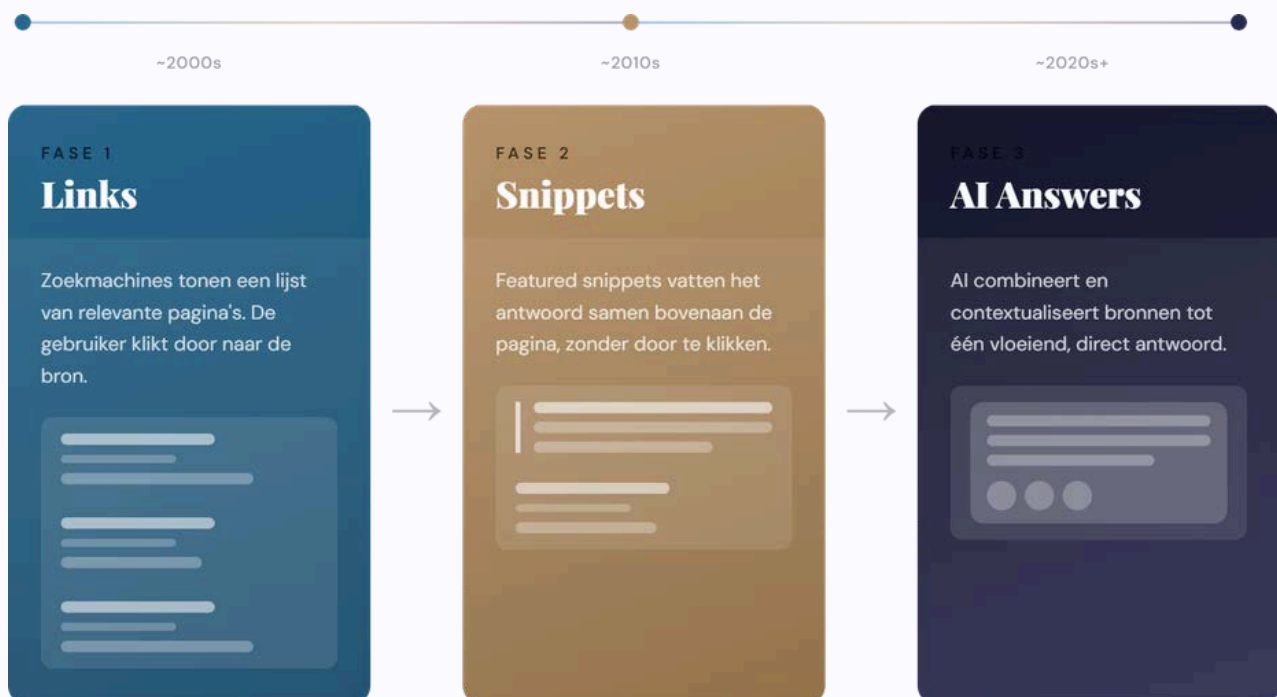 ~2000s
~2010s
~2020s+
FASE 1
Links
Zoekmachines tonen een lijst
van relevante pagina's. De
gebruiker klikt door naar de
bron.
FASE 2
Snippets
Featured snippets vatten het
antwoord samen bovenaan de
pagina, zonder door te klikken.
FASE 3
AI Answers
AI combineert en
contextualiseert bronnen tot
één vloeiend, direct antwoord.